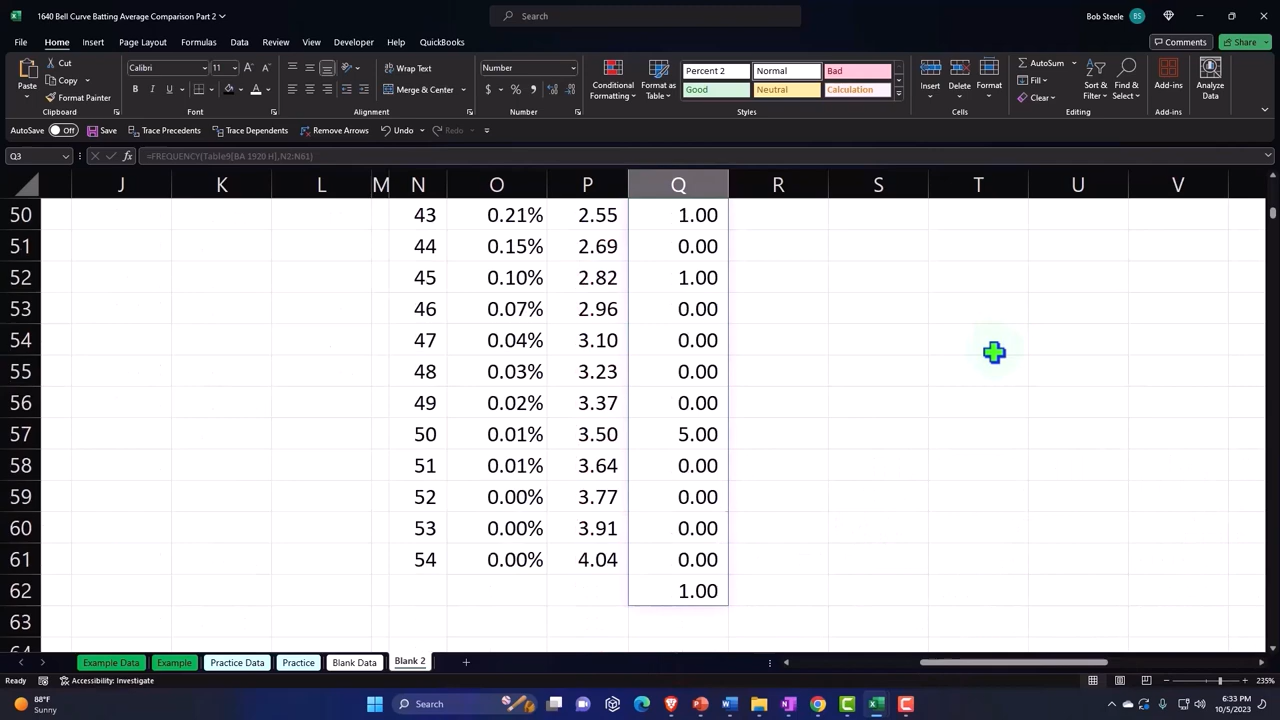 1640 Bell Curve Batting Average Comparison Part 2
Search
Bob Steele BS
File Home Insert Page Layout Formulas Data Review View Developer Help QuickBooks Comments Share
Paste Cut Copy Format Painter Clipboard
Calibri 11 B I U A A Font
Wrap Text Merge & Center Alignment
Number $ % Number
Conditional Formatting Format as Table
Percent 2 Normal Bad
Good Neutral Calculation
Styles
Insert Delete Format Cells
AutoSum Fill Clear Sort & Filter Find & Select Editing
Add-ins Add-ins
Analyze Data
AutoSave Off Save Trace Precedents Trace Dependents Remove Arrows Undo Redo
Q3 fx =FREQUENCY(Table9[BA 1920 H],N2:N61)
J K L M N O P Q R S T U V
50 43 0.21% 2.55 1.00
51 44 0.15% 2.69 0.00
52 45 0.10% 2.82 1.00
53 46 0.07% 2.96 0.00
54 47 0.04% 3.10 0.00
55 48 0.03% 3.23 0.00
56 49 0.02% 3.37 0.00
57 50 0.01% 3.50 5.00
58 51 0.01% 3.64 0.00
59 52 0.00% 3.77 0.00
60 53 0.00% 3.91 0.00
61 54 0.00% 4.04 0.00
62 1.00
63
Example Data Example Practice Data Practice Blank Data Blank 2
Ready Accessibility: Investigate 235%
88°F
Sunny
Search
6:33 PM
10/5/2023